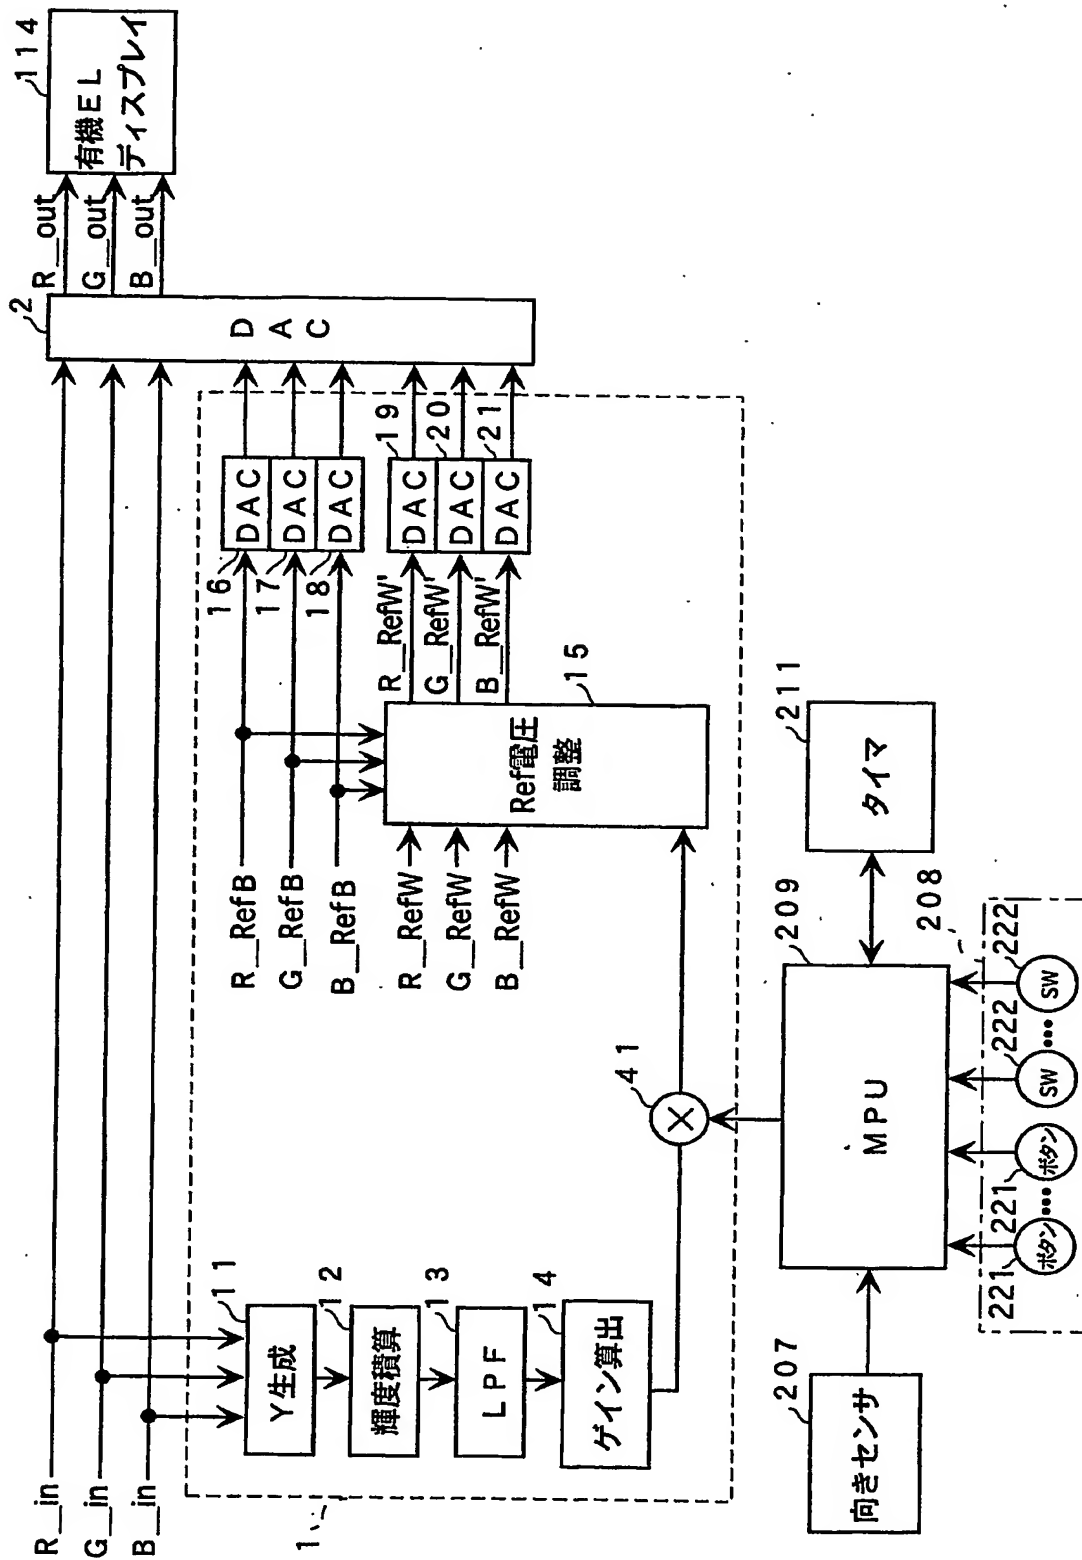 R_in
G_in
B_in
1
Y生成
11
輝度積算
12
LPF
13
ゲイン算出
14
41
R_RefB
G_RefB
B_RefB
R_RefW
G_RefW
B_RefW
Ref電圧
調整
15
R_RefW'
G_RefW'
B_RefW'
16
DAC
17
DAC
18
DAC
19
DAC
20
DAC
21
DAC
2
DAC
R_out
G_out
B_out
114
有機EL
ディスプレイ
207
向きセンサ
209
MPU
211
タイマ
208
221
ボタン
221
ボタン
222
SW
222
SW